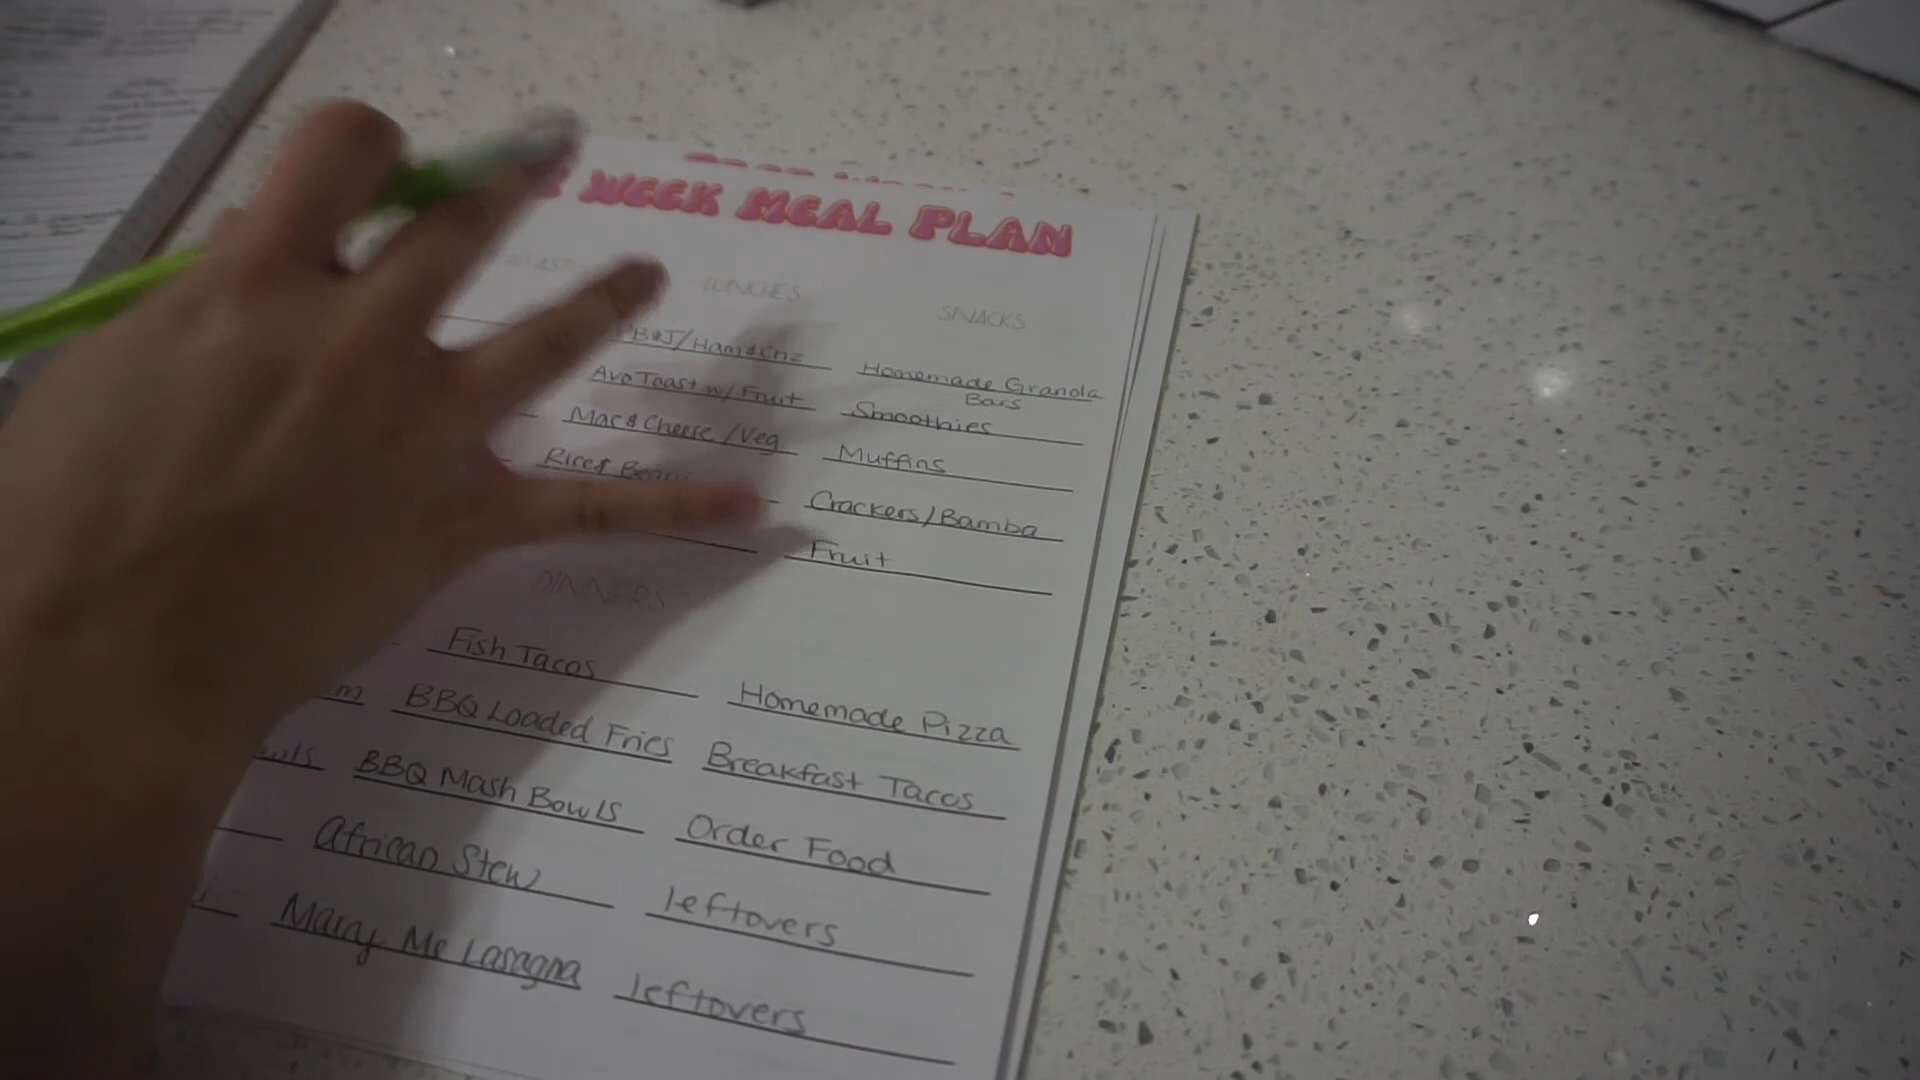 WEEK MEAL PLAN
LUNCHES
SNACKS
PB&J/Ham&Chz
Avo Toast w/ Fruit
Mac & Cheese /Veg
Rice &
Homemade Granola
Bars
Smoothies
Muffins
Crackers/Bamba
Fruit
DINNERS
Fish Tacos
BBQ Loaded Fries
BBQ Mash Bowls
African Stew
Marry Me Lasagna
Homemade Pizza
Breakfast Tacos
Order Food
leftovers
leftovers